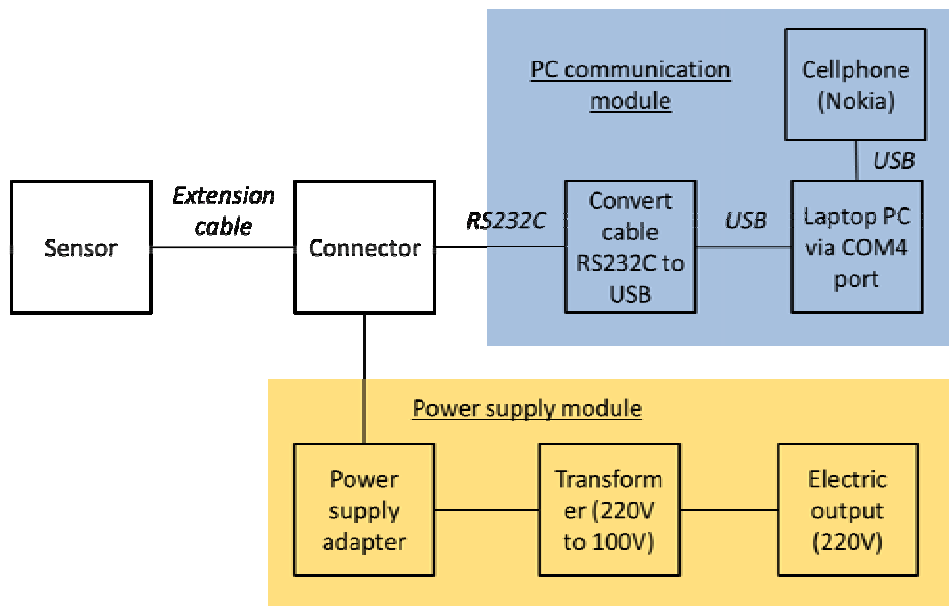 PC communication
module
Cellphone
(Nokia)
USB
Sensor
Extension
cable
Connector
RS232C
Convert
cable
RS232C to
USB
USB
Laptop PC
via COM4
port
Power supply module
Power
supply
adapter
Transform
er (220V
to 100V)
Electric
output
(220V)